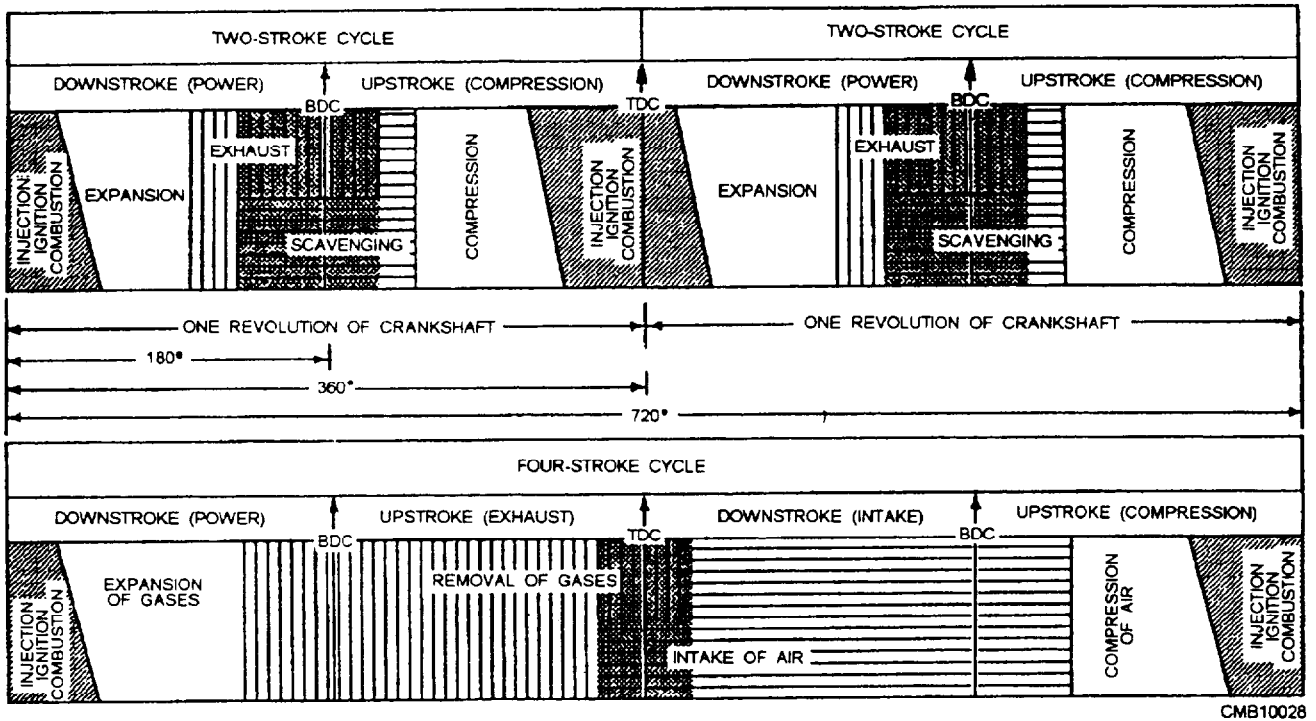 TWO-STROKE CYCLE
TWO-STROKE CYCLE
DOWNSTROKE (POWER)
UPSTROKE (COMPRESSION)
DOWNSTROKE (POWER)
UPSTROKE (COMPRESSION)
BDC
TDC
BDC
INJECTION
IGNITION
COMBUSTION
EXPANSION
EXHAUST
SCAVENGING
COMPRESSION
INJECTION
IGNITION
COMBUSTION
EXPANSION
EXHAUST
SCAVENGING
COMPRESSION
INJECTION
IGNITION
COMBUSTION
ONE REVOLUTION OF CRANKSHAFT
ONE REVOLUTION OF CRANKSHAFT
180°
360°
720°
FOUR-STROKE CYCLE
DOWNSTROKE (POWER)
UPSTROKE (EXHAUST)
DOWNSTROKE (INTAKE)
UPSTROKE (COMPRESSION)
BDC
TDC
BDC
INJECTION
IGNITION
COMBUSTION
EXPANSION
OF GASES
REMOVAL OF GASES
INTAKE OF AIR
COMPRESSION
OF AIR
INJECTION
IGNITION
COMBUSTION
CMB10028